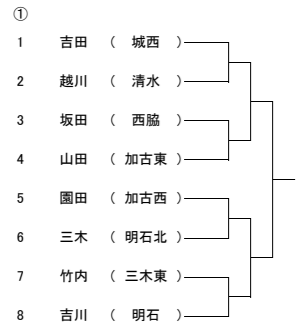 ①
1 吉田 （ 城西 ）
2 越川 （ 清水 ）
3 坂田 （ 西脇 ）
4 山田 （ 加古東 ）
5 園田 （ 加古西 ）
6 三木 （ 明石北 ）
7 竹内 （ 三木東 ）
8 吉川 （ 明石 ）